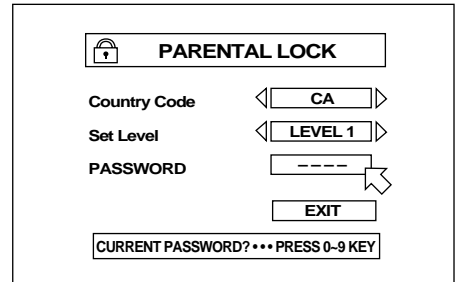 PARENTAL LOCK
Country Code CA
Set Level LEVEL 1
PASSWORD – – – –
EXIT
CURRENT PASSWORD? • • • PRESS 0~9 KEY